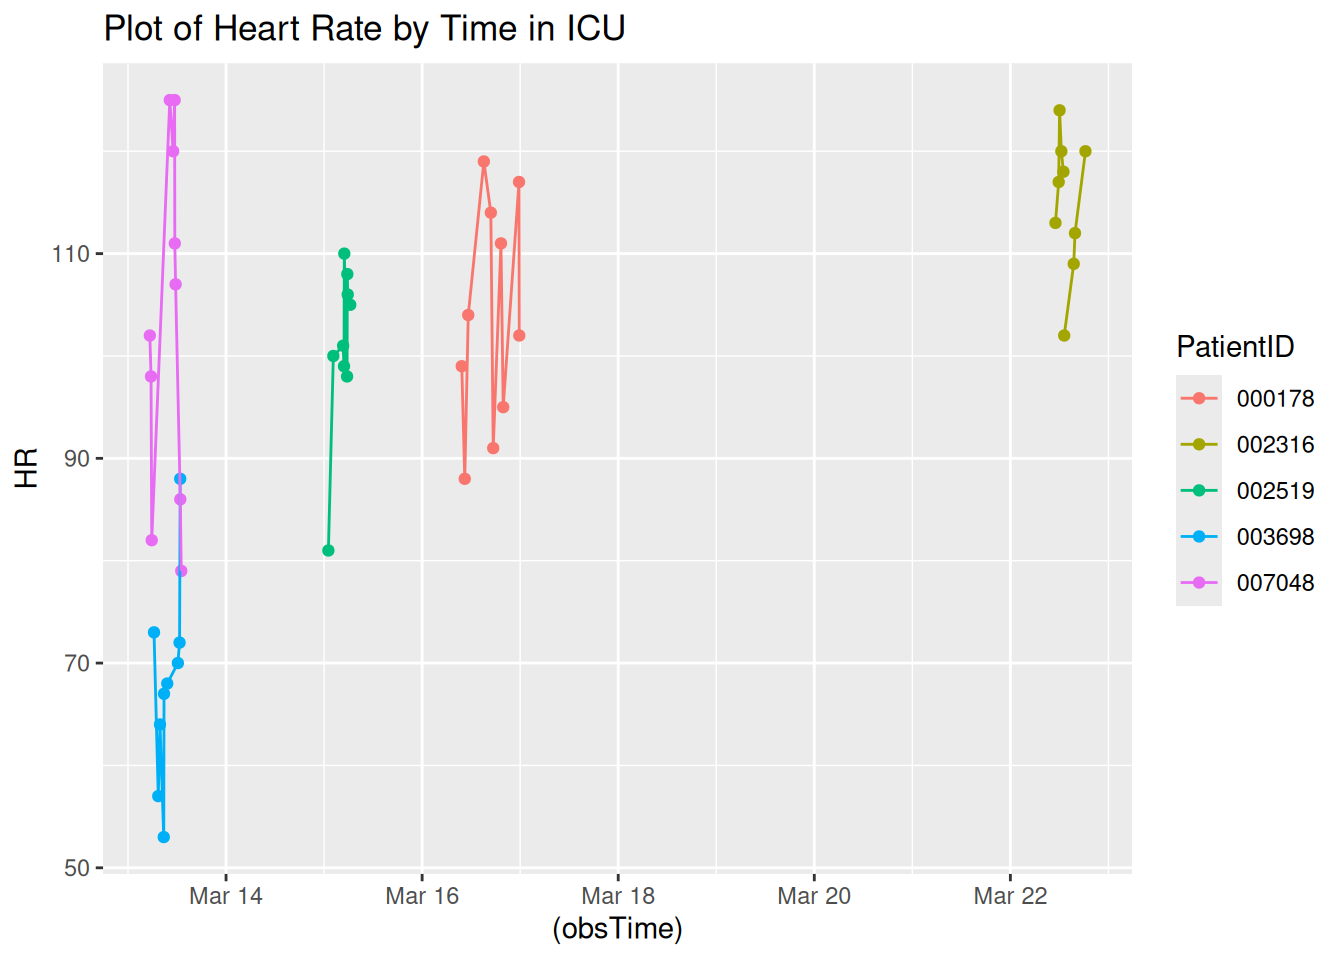 Plot of Heart Rate by Time in ICU
HR
110
90
70
50
Mar 14 Mar 16 Mar 18 Mar 20 Mar 22
(obsTime)
PatientID
000178
002316
002519
003698
007048